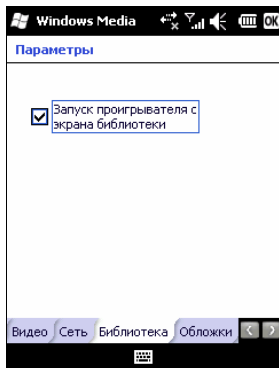 Windows Media OK
Параметры
Запуск проигрывателя с
экрана библиотеки
Видео Сеть Библиотека Обложки